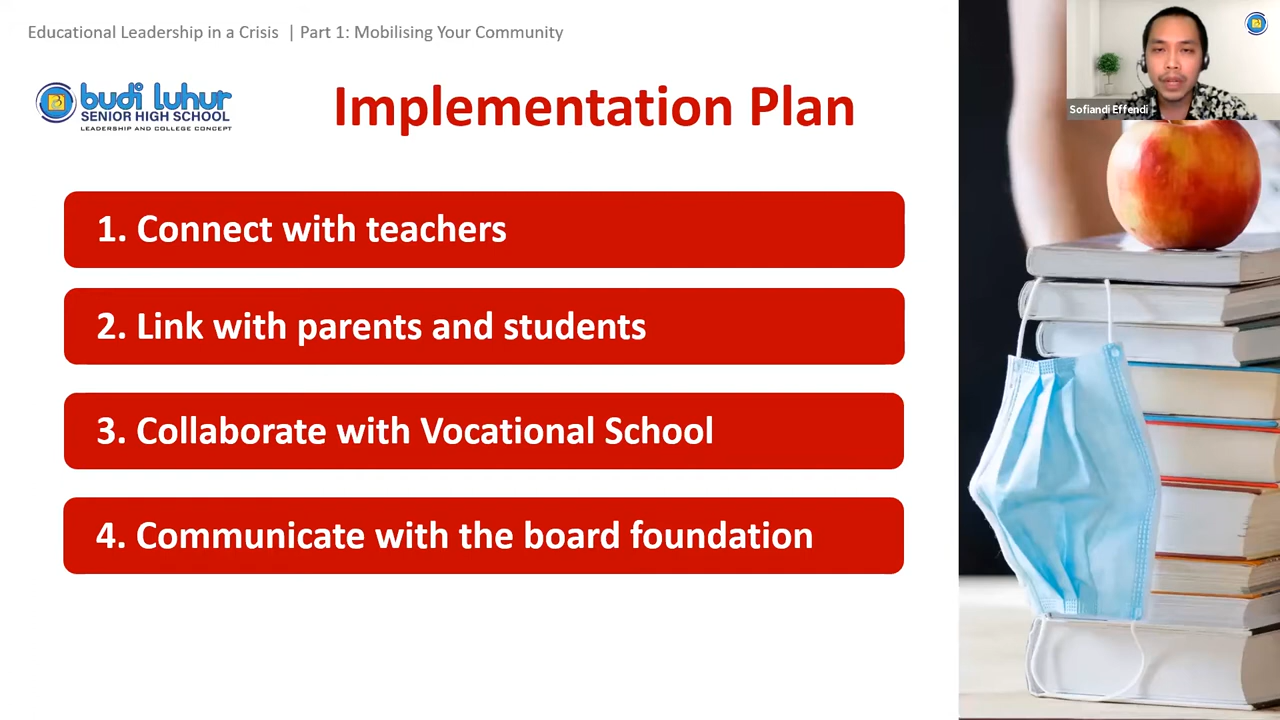 Educational Leadership in a Crisis | Part 1: Mobilising Your Community
budi luhur
SENIOR HIGH SCHOOL
LEADERSHIP AND COLLEGE CONCEPT
Implementation Plan
Sofiandi Effendi
1. Connect with teachers
2. Link with parents and students
3. Collaborate with Vocational School
4. Communicate with the board foundation